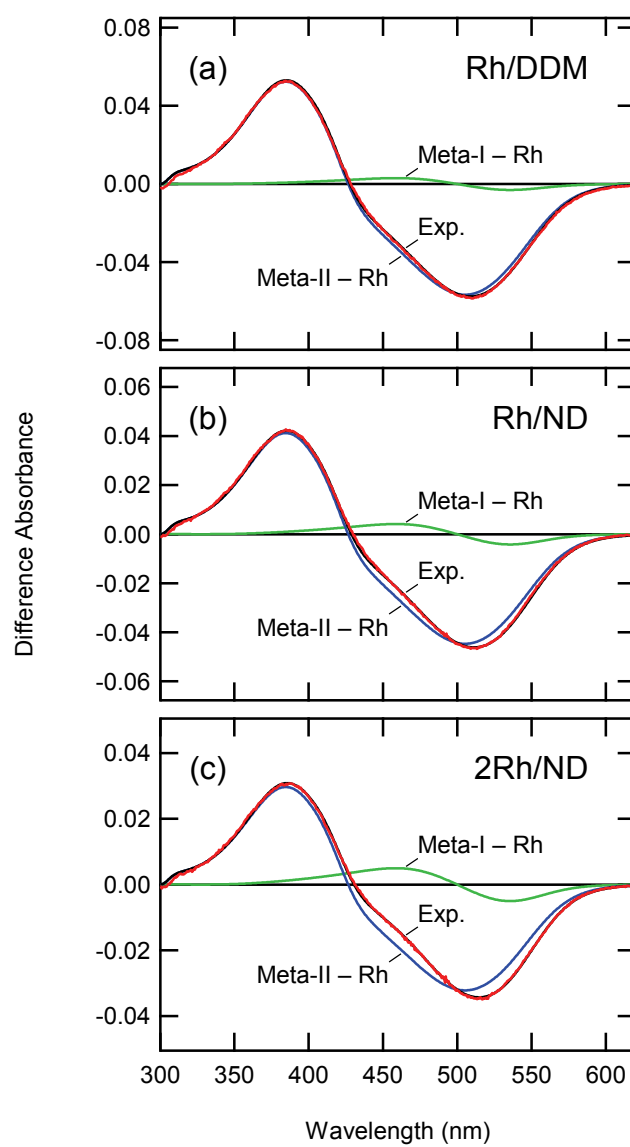 0.08
0.04
0.00
-0.04
-0.08
(a)
Rh/DDM
Meta-I – Rh
Exp.
Meta-II – Rh
Difference Absorbance
0.06
0.04
0.02
0.00
-0.02
-0.04
-0.06
(b)
Rh/ND
Meta-I – Rh
Exp.
Meta-II – Rh
0.04
0.02
0.00
-0.02
-0.04
(c)
2Rh/ND
Meta-I – Rh
Exp.
Meta-II – Rh
300 350 400 450 500 550 600
Wavelength (nm)